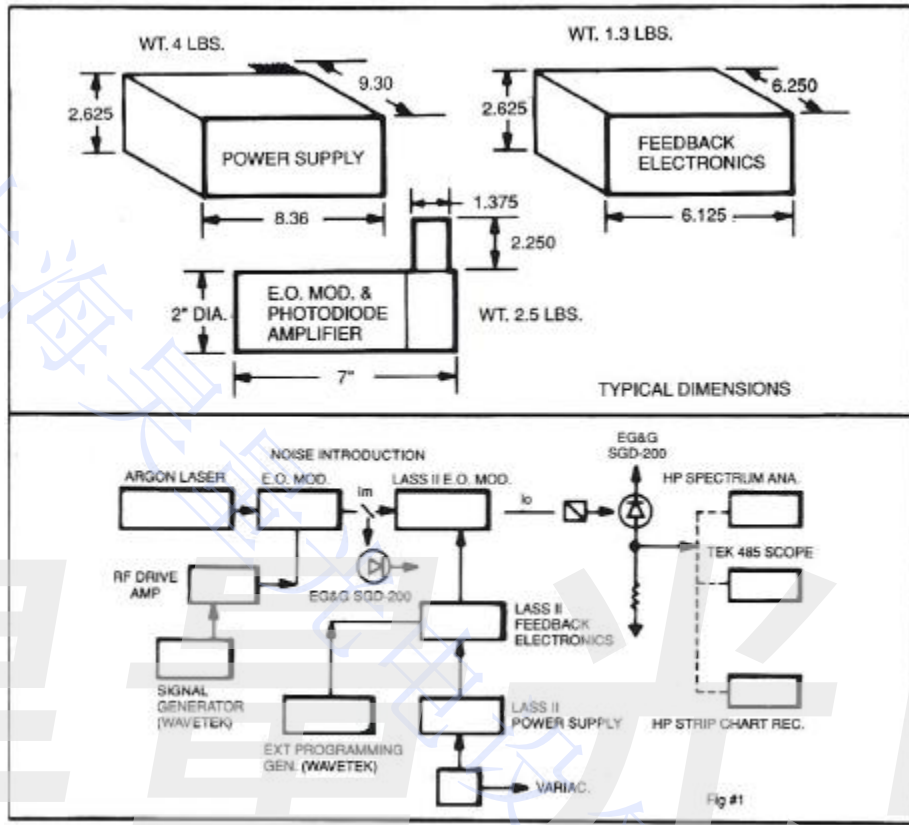 WT. 4 LBS.
9.30
2.625
POWER SUPPLY
8.36
WT. 1.3 LBS.
6.250
2.625
FEEDBACK
ELECTRONICS
6.125
1.375
2.250
2" DIA.
E.O. MOD. &
PHOTODIODE
AMPLIFIER
WT. 2.5 LBS.
7"
TYPICAL DIMENSIONS
NOISE INTRODUCTION
ARGON LASER
E.O. MOD.
Im
LASS II E.O. MOD.
Io
EG&G
SGD-200
HP SPECTRUM ANA.
TEK 485 SCOPE
HP STRIP CHART REC.
RF DRIVE
AMP
EG&G SGD-200
SIGNAL
GENERATOR
(WAVETEK)
LASS II
FEEDBACK
ELECTRONICS
EXT PROGRAMMING
GEN. (WAVETEK)
LASS II
POWER SUPPLY
VARIAC.
Fig #1